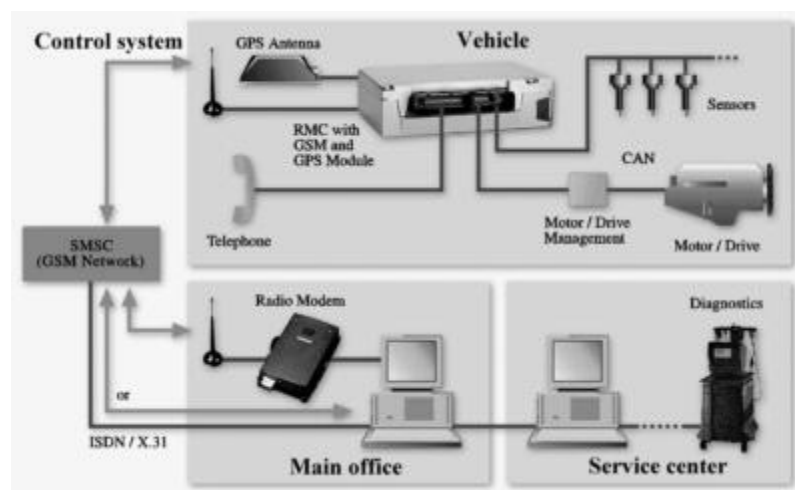 Control system
GPS Antenna
Vehicle
RMC with
GSM and
GPS Module
Sensors
CAN
Telephone
Motor / Drive
Management
Motor / Drive
SMSC
(GSM Network)
Radio Modem
Diagnostics
or
ISDN / X.31
Main office
Service center